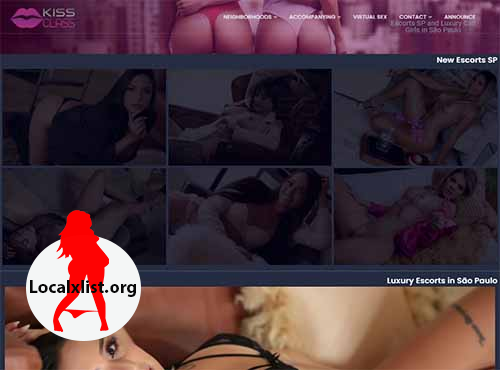 KISS
CLASS
NEIGHBORHOODS
ACCOMPANYING
VIRTUAL SEX
CONTACT
ANNOUNCE
Escorts SP and Luxury Call
Girls in São Paulo
New Escorts SP
Localxlist.org
Luxury Escorts in São Paulo